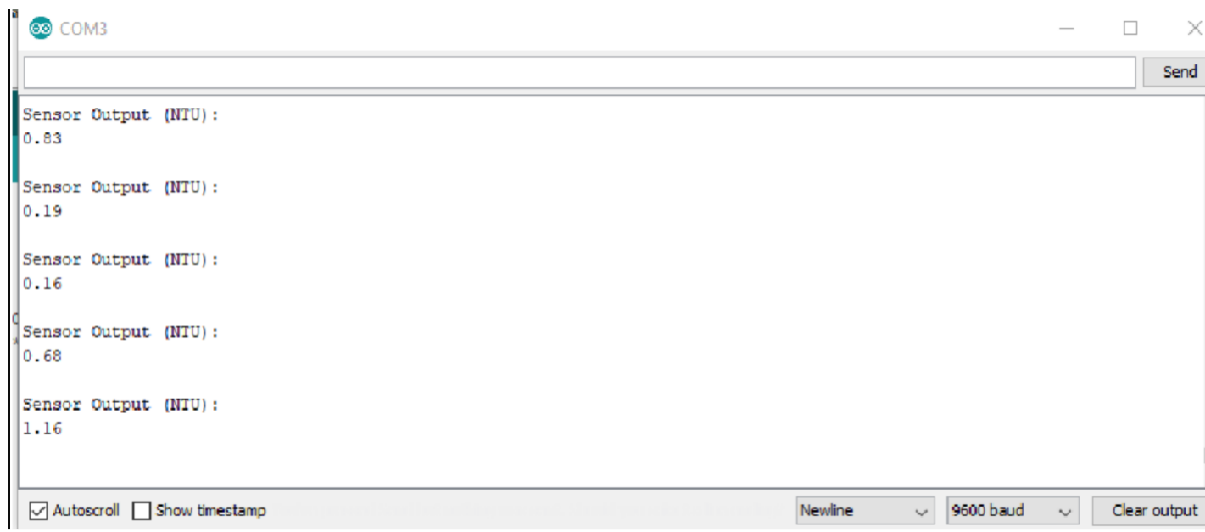 COM3
Send
Sensor Output (NTU):
0.83
Sensor Output (NTU):
0.19
Sensor Output (NTU):
0.16
Sensor Output (NTU):
0.68
Sensor Output (NTU):
1.16
Autoscroll Show timestamp Newline 9600 baud Clear output